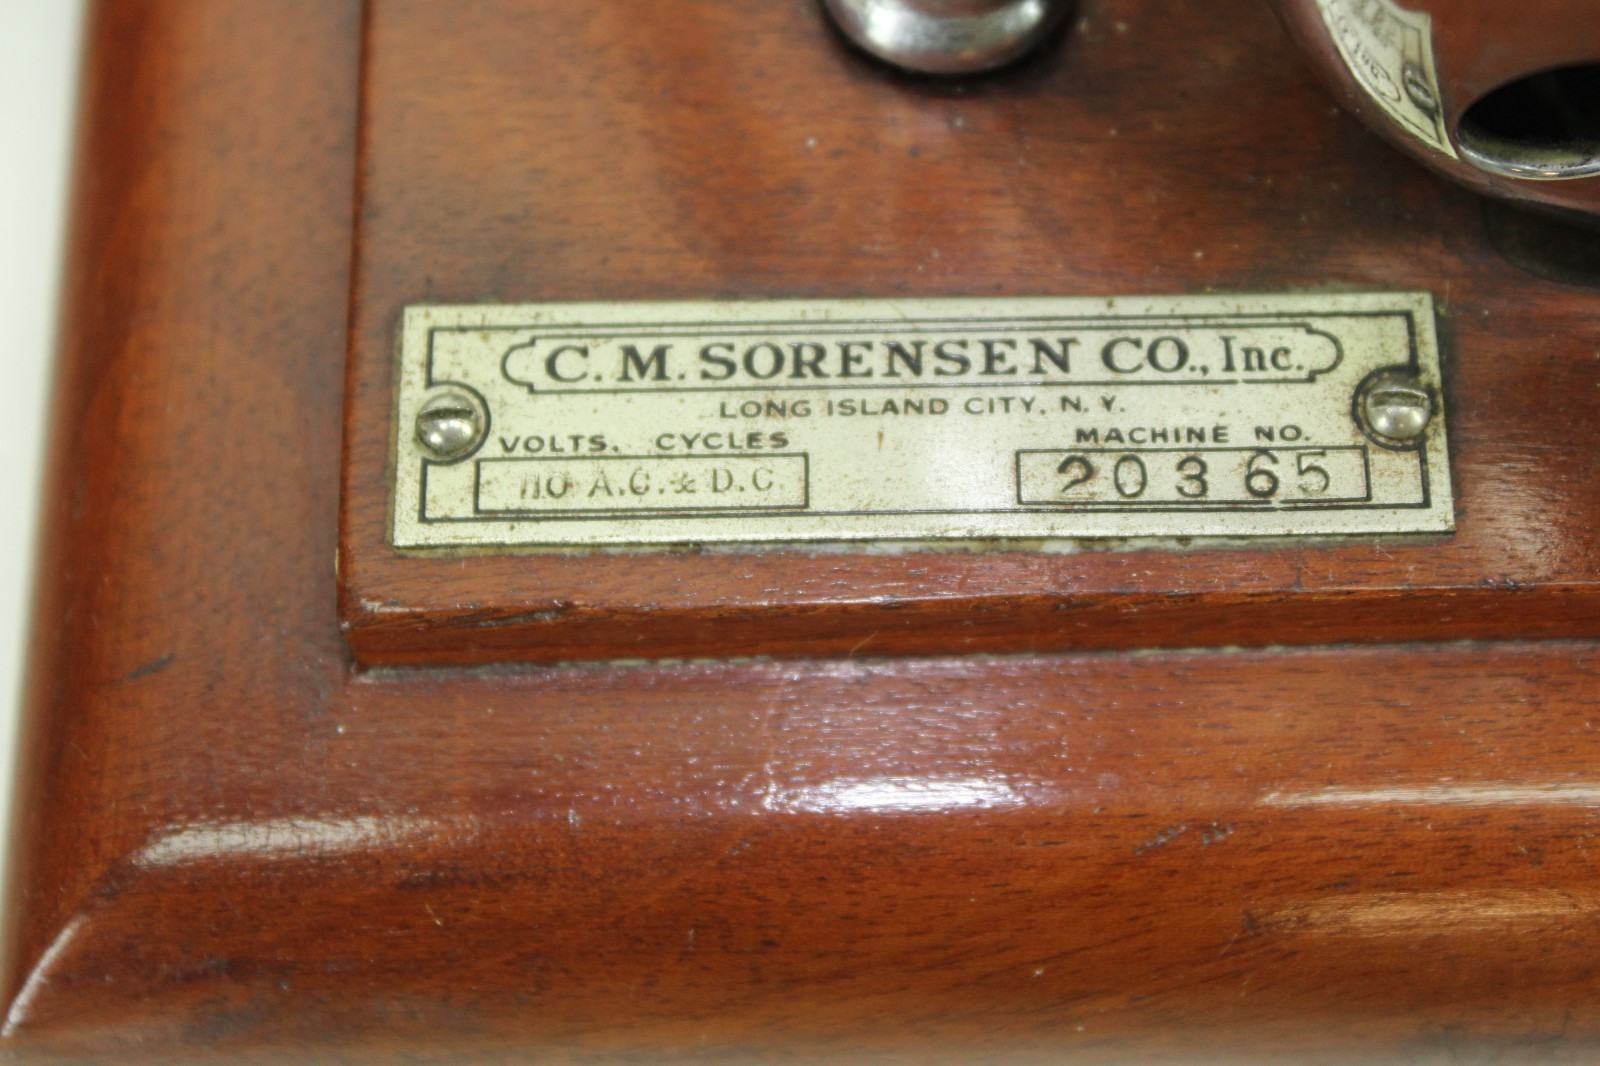 C. M. SORENSEN CO., Inc.
LONG ISLAND CITY, N. Y.
VOLTS. CYCLES MACHINE NO.
110 A.C. & D.C. 20365